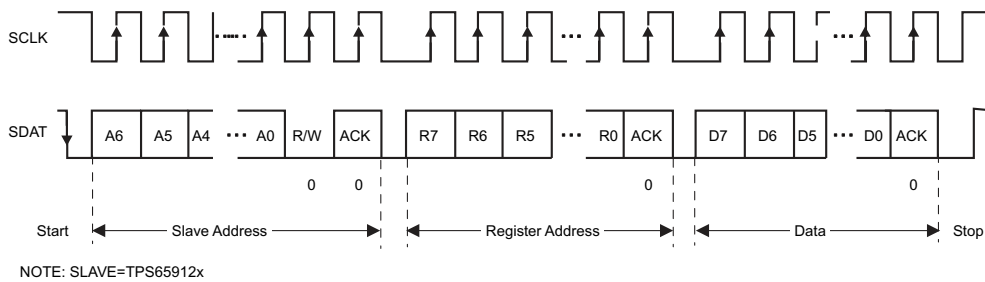 SCLK
SDAT A6 A5 A4 A0 R/W ACK R7 R6 R5 R0 ACK D7 D6 D5 D0 ACK
0 0 0 0
Start Slave Address Register Address Data Stop
NOTE: SLAVE=TPS65912x